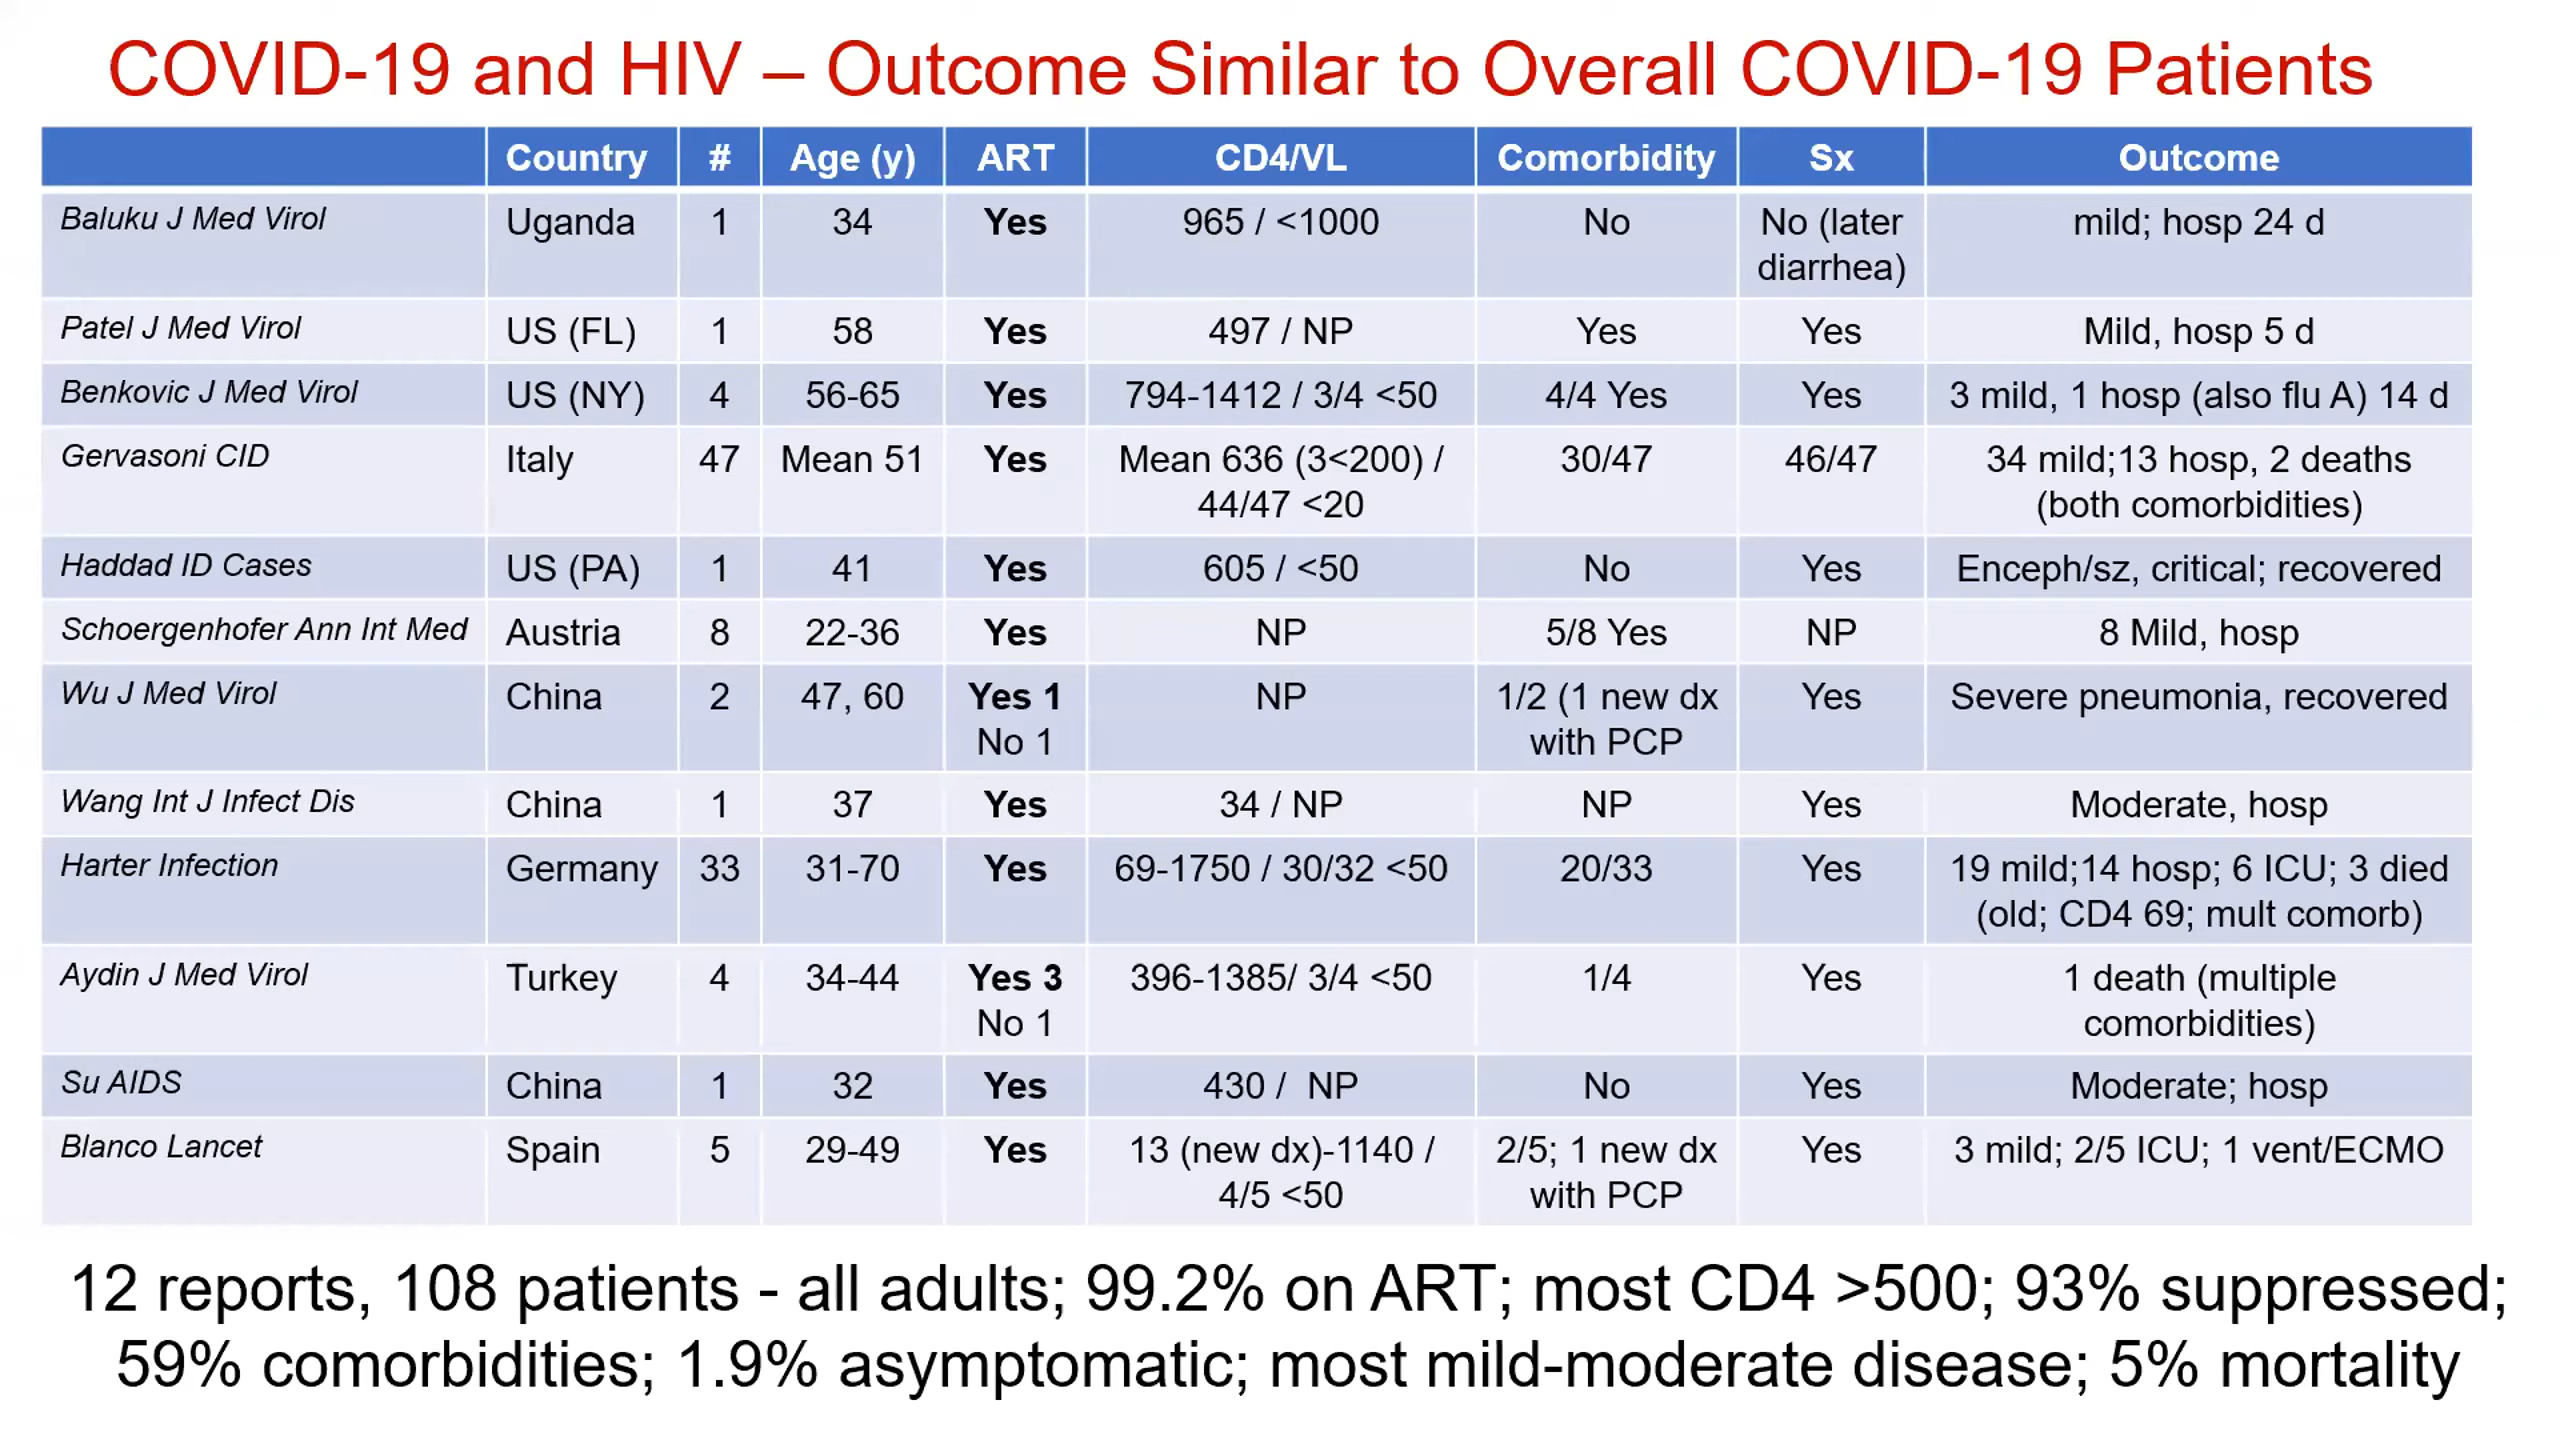 COVID-19 and HIV – Outcome Similar to Overall COVID-19 Patients
Country # Age (y) ART CD4/VL Comorbidity Sx Outcome
Baluku J Med Virol Uganda 1 34 Yes 965 / <1000 No No (later mild; hosp 24 d
diarrhea)
Patel J Med Virol US (FL) 1 58 Yes 497 / NP Yes Yes Mild, hosp 5 d
Benkovic J Med Virol US (NY) 4 56-65 Yes 794-1412 / 3/4 <50 4/4 Yes Yes 3 mild, 1 hosp (also flu A) 14 d
Gervasoni CID Italy 47 Mean 51 Yes Mean 636 (3<200) / 30/47 46/47 34 mild;13 hosp, 2 deaths
44/47 <20 (both comorbidities)
Haddad ID Cases US (PA) 1 41 Yes 605 / <50 No Yes Enceph/sz, critical; recovered
Schoergenhofer Ann Int Med Austria 8 22-36 Yes NP 5/8 Yes NP 8 Mild, hosp
Wu J Med Virol China 2 47, 60 Yes 1 NP 1/2 (1 new dx Yes Severe pneumonia, recovered
No 1 with PCP
Wang Int J Infect Dis China 1 37 Yes 34 / NP NP Yes Moderate, hosp
Harter Infection Germany 33 31-70 Yes 69-1750 / 30/32 <50 20/33 Yes 19 mild;14 hosp; 6 ICU; 3 died
(old; CD4 69; mult comorb)
Aydin J Med Virol Turkey 4 34-44 Yes 3 396-1385/ 3/4 <50 1/4 Yes 1 death (multiple
No 1 comorbidities)
Su AIDS China 1 32 Yes 430 / NP No Yes Moderate; hosp
Blanco Lancet Spain 5 29-49 Yes 13 (new dx)-1140 / 2/5; 1 new dx Yes 3 mild; 2/5 ICU; 1 vent/ECMO
4/5 <50 with PCP
12 reports, 108 patients - all adults; 99.2% on ART; most CD4 >500; 93% suppressed;
59% comorbidities; 1.9% asymptomatic; most mild-moderate disease; 5% mortality